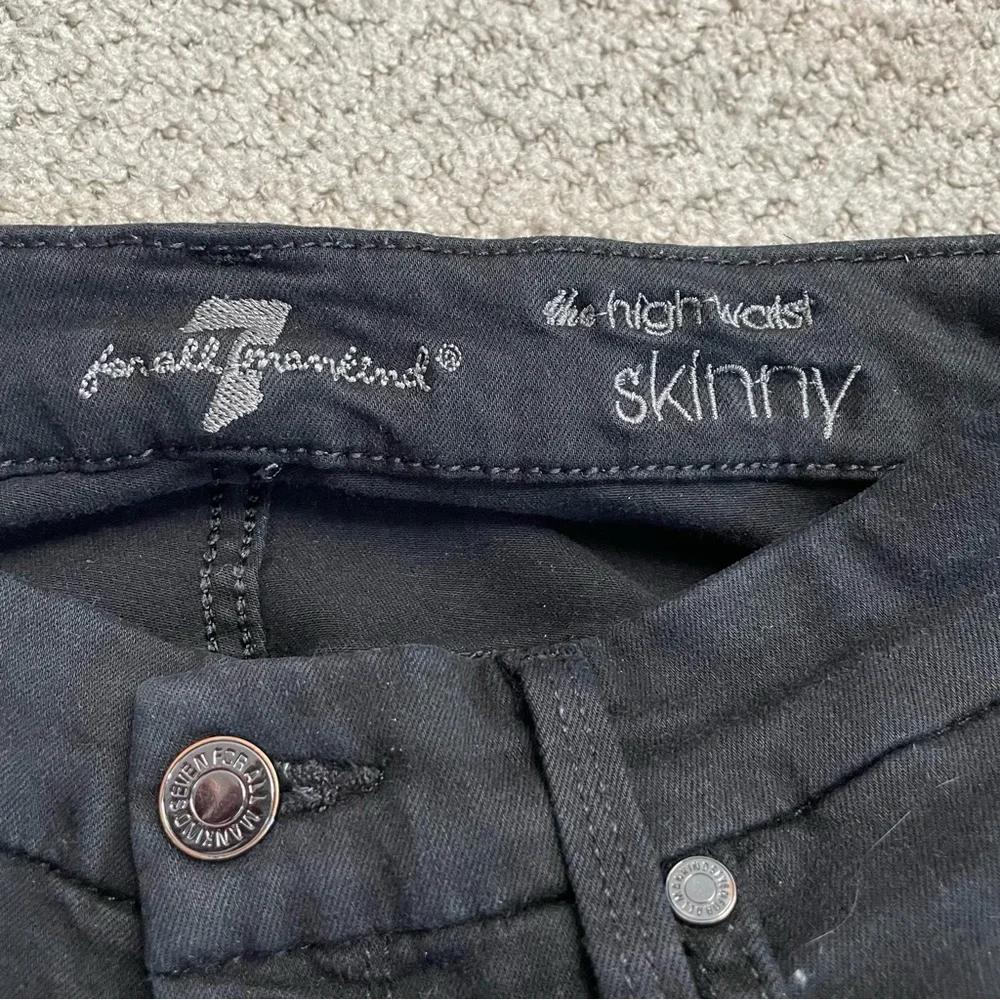 7
for all mankind®
the high waist
skinny
SEVEN FOR ALL MANKIND